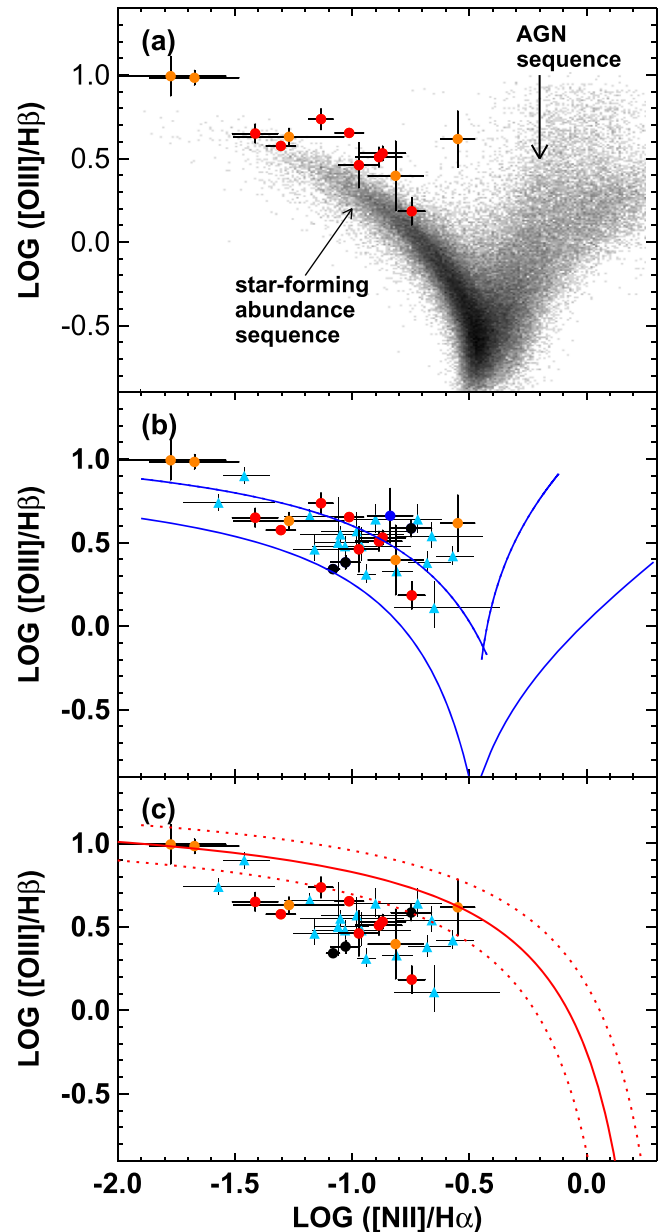 (a)
AGN
sequence
1.0
0.5
0.0
-0.5
LOG ([OIII]/Hβ)
star-forming
abundance
sequence
(b)
1.0
0.5
0.0
-0.5
LOG ([OIII]/Hβ)
(c)
1.0
0.5
0.0
-0.5
LOG ([OIII]/Hβ)
-2.0 -1.5 -1.0 -0.5 0.0
LOG ([NII]/Hα)